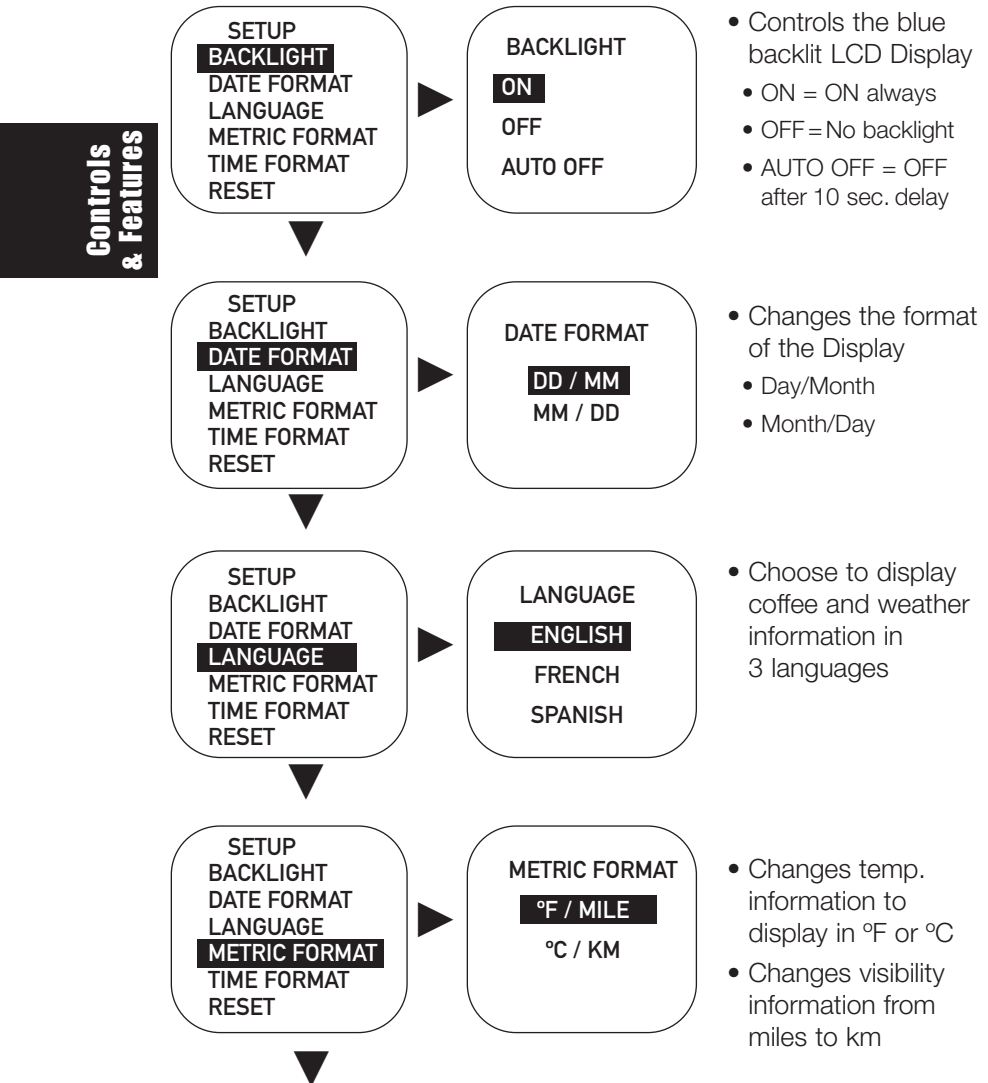 Controls
& Features
SETUP
BACKLIGHT
DATE FORMAT
LANGUAGE
METRIC FORMAT
TIME FORMAT
RESET
BACKLIGHT
ON
OFF
AUTO OFF
• Controls the blue
backlit LCD Display
• ON = ON always
• OFF = No backlight
• AUTO OFF = OFF
after 10 sec. delay
SETUP
BACKLIGHT
DATE FORMAT
LANGUAGE
METRIC FORMAT
TIME FORMAT
RESET
DATE FORMAT
DD / MM
MM / DD
• Changes the format
of the Display
• Day/Month
• Month/Day
SETUP
BACKLIGHT
DATE FORMAT
LANGUAGE
METRIC FORMAT
TIME FORMAT
RESET
LANGUAGE
ENGLISH
FRENCH
SPANISH
• Choose to display
coffee and weather
information in
3 languages
SETUP
BACKLIGHT
DATE FORMAT
LANGUAGE
METRIC FORMAT
TIME FORMAT
RESET
METRIC FORMAT
ºF / MILE
ºC / KM
• Changes temp.
information to
display in ºF or ºC
• Changes visibility
information from
miles to km